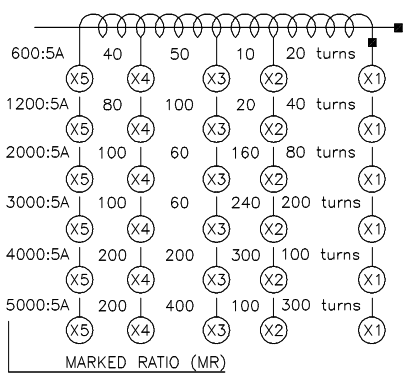 600:5A 40 50 10 20 turns
X5 X4 X3 X2 X1
1200:5A 80 100 20 40 turns
X5 X4 X3 X2 X1
2000:5A 100 60 160 80 turns
X5 X4 X3 X2 X1
3000:5A 100 60 240 200 turns
X5 X4 X3 X2 X1
4000:5A 200 200 300 100 turns
X5 X4 X3 X2 X1
5000:5A 200 400 100 300 turns
X5 X4 X3 X2 X1
MARKED RATIO (MR)